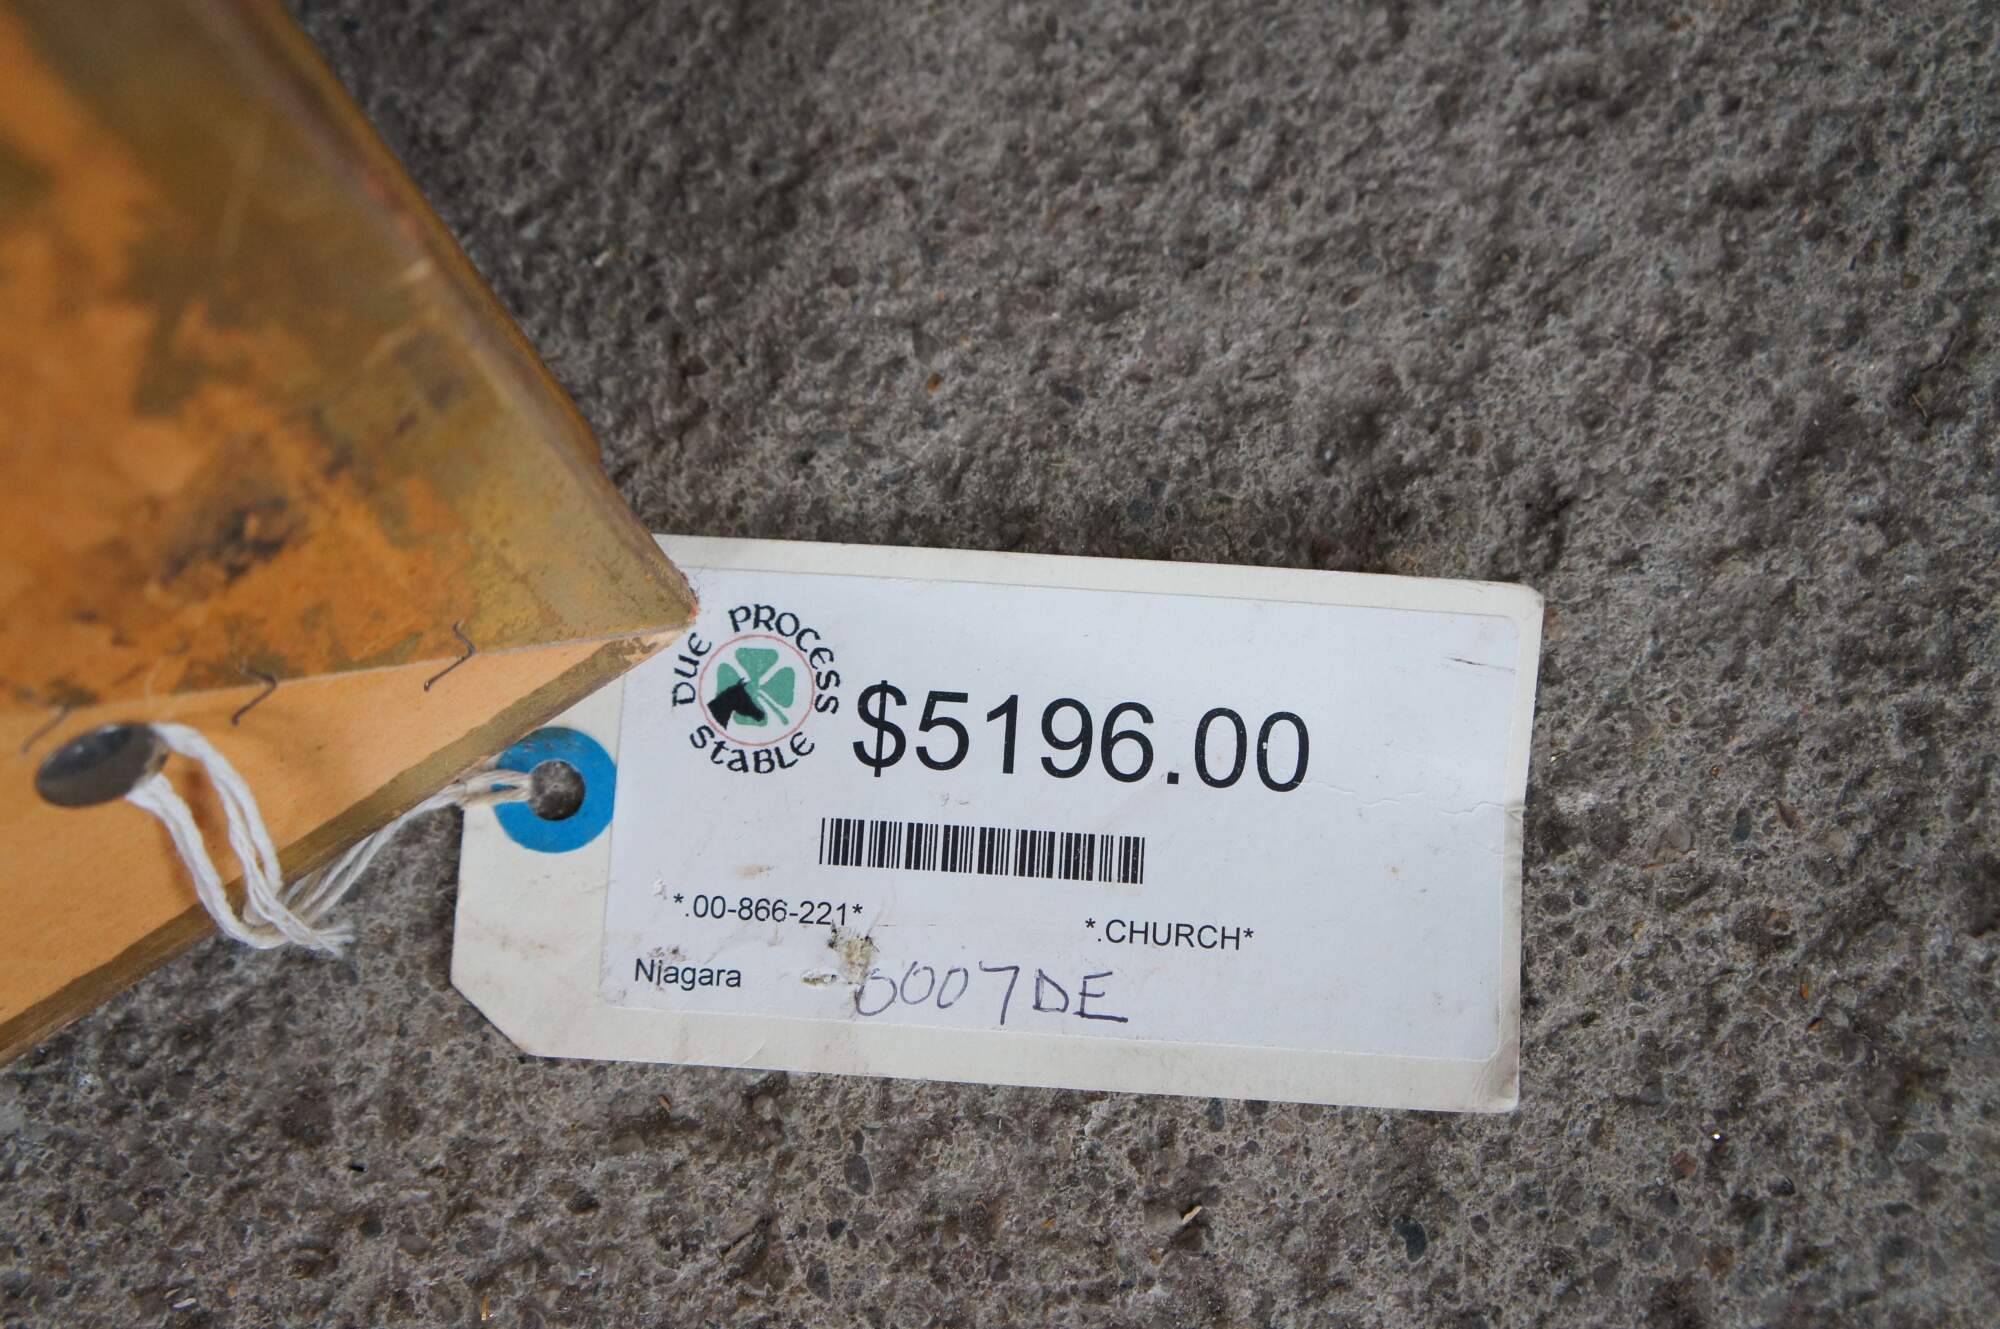 DUE PROCESS STABLE
$5196.00
*.00-866-221* *.CHURCH*
Niagara 0007DE